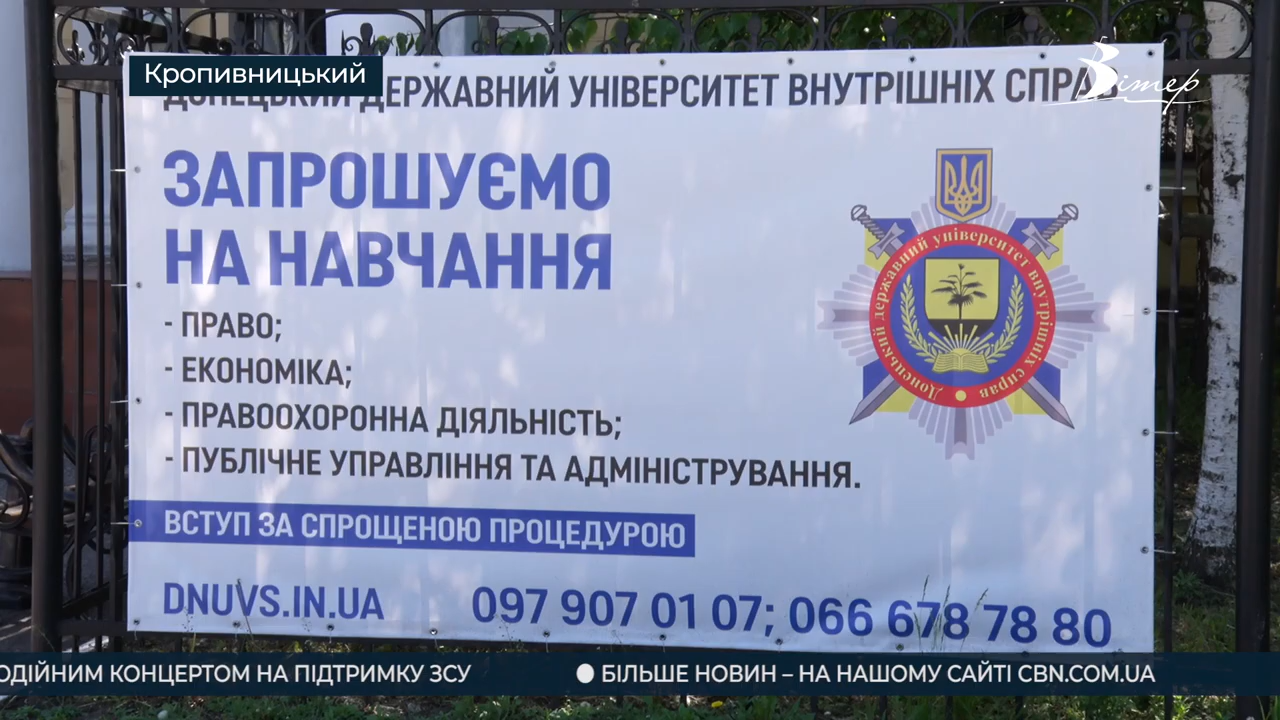 Кропивницький
Вітер
ДОНЕЦЬКИЙ ДЕРЖАВНИЙ УНІВЕРСИТЕТ ВНУТРІШНІХ СПРАВ
ЗАПРОШУЄМО
НА НАВЧАННЯ
- ПРАВО;
- ЕКОНОМІКА;
- ПРАВООХОРОННА ДІЯЛЬНІСТЬ;
- ПУБЛІЧНЕ УПРАВЛІННЯ ТА АДМІНІСТРУВАННЯ.
ВСТУП ЗА СПРОЩЕНОЮ ПРОЦЕДУРОЮ
DNUVS.IN.UA 097 907 01 07; 066 678 78 80
Донецький державний університет внутрішніх справ
ОДІЙНИМ КОНЦЕРТОМ НА ПІДТРИМКУ ЗСУ БІЛЬШЕ НОВИН – НА НАШОМУ САЙТІ CBN.COM.UA